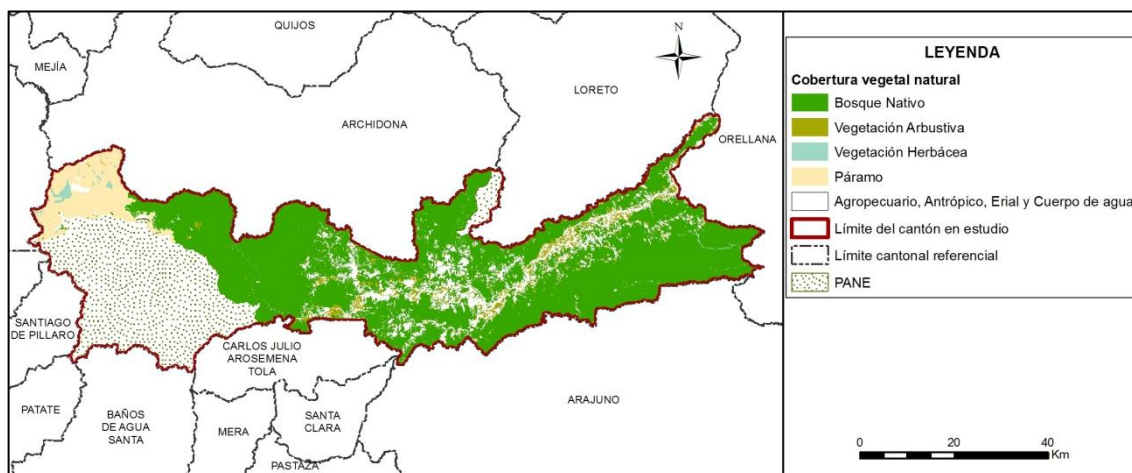 QUIJOS
MEJÍA
N
LORETO
ARCHIDONA
ORELLANA
SANTIAGO
DE PILLARO
CARLOS JULIO
AROSEMENA
TOLA
ARAJUNO
PATATE
BAÑOS
DE AGUA
SANTA
MERA
SANTA
CLARA
PASTAZA
LEYENDA
Cobertura vegetal natural
Bosque Nativo
Vegetación Arbustiva
Vegetación Herbácea
Páramo
Agropecuario, Antrópico, Erial y Cuerpo de agua
Límite del cantón en estudio
Límite cantonal referencial
PANE
0 20 40
Km